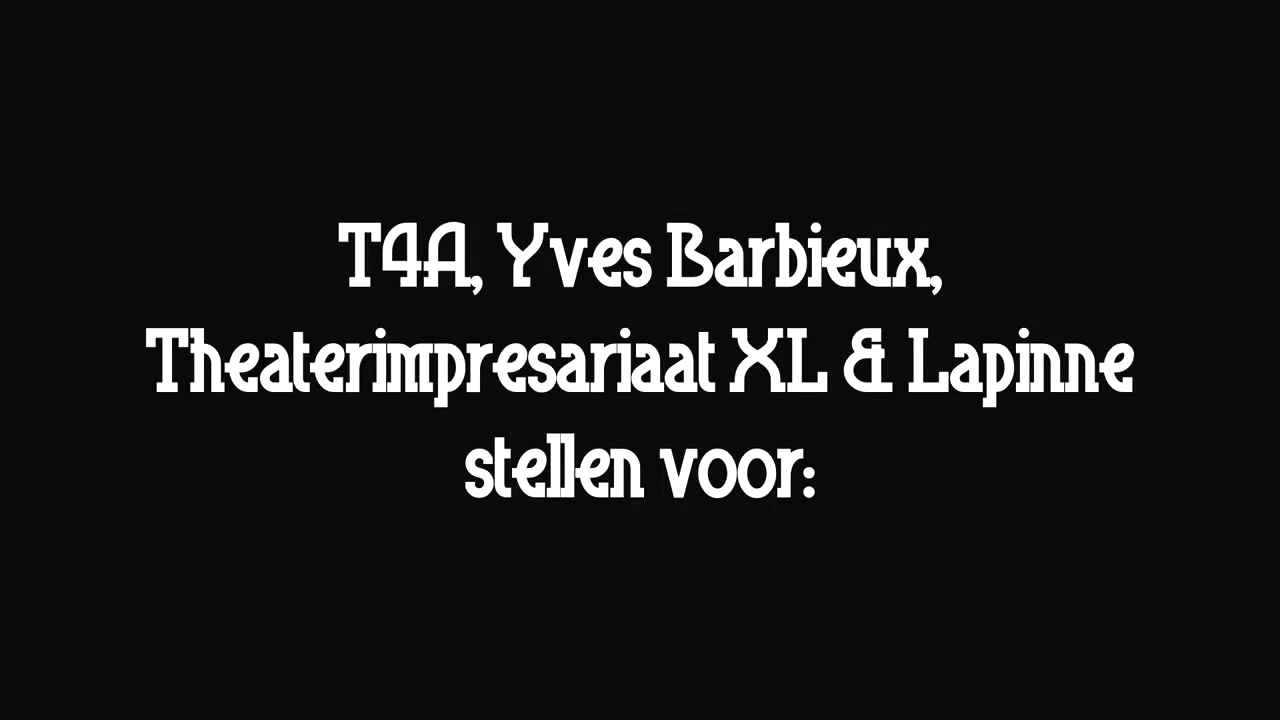 T4A, Yves Barbieux,
Theaterimpresariaat XL & Lapinne
stellen voor: